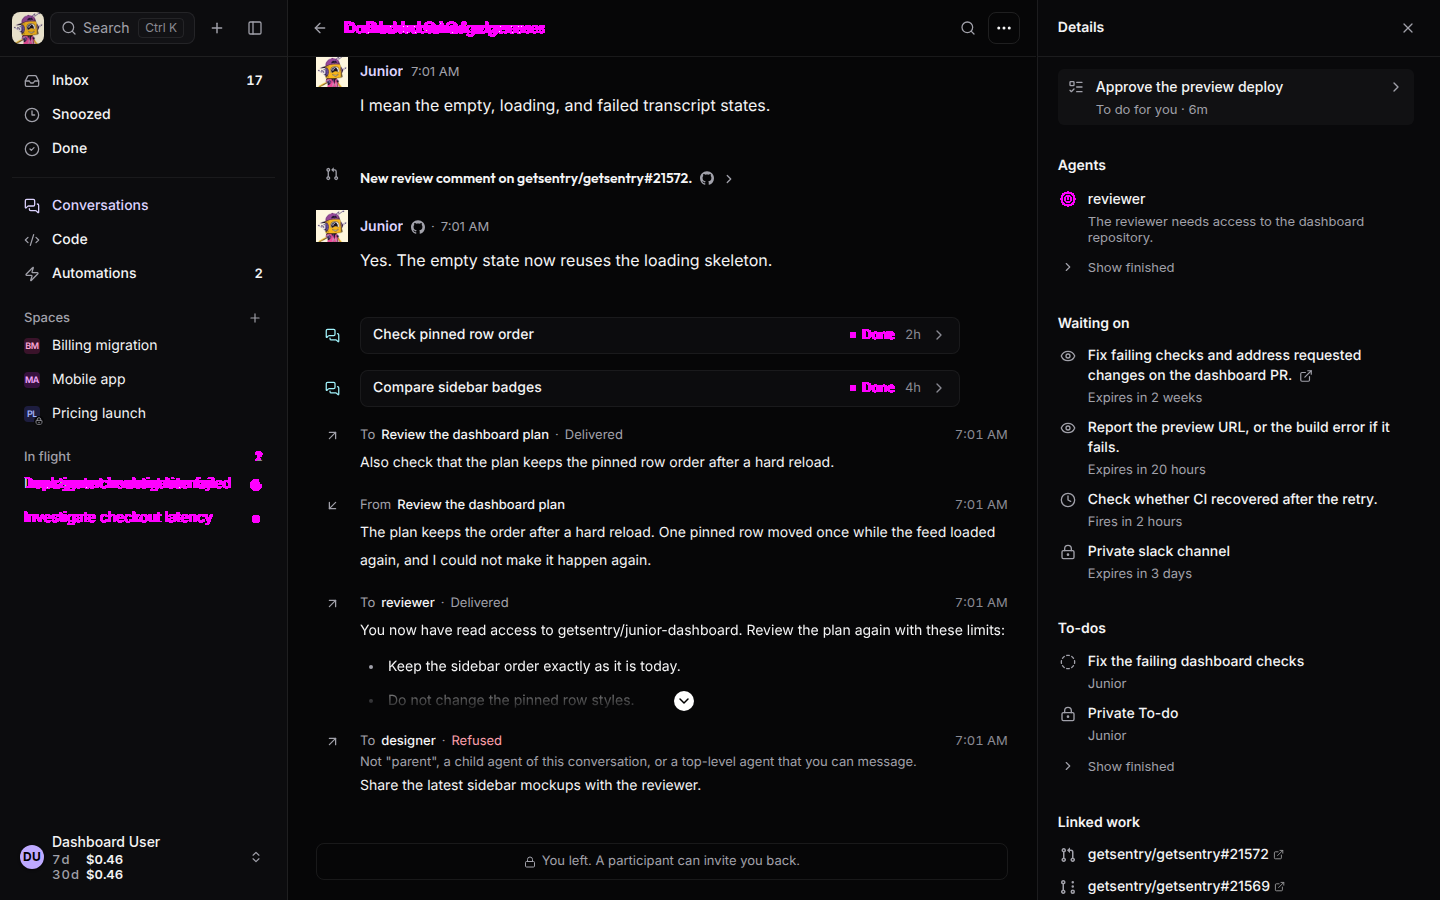 Search Ctrl K
Inbox 17
Snoozed
Done
Conversations
Code
Automations 2
Spaces
BM Billing migration
MA Mobile app
PL Pricing launch
In flight
Investigate checkout latency
DU Dashboard User
7d $0.46
30d $0.46
Junior 7:01 AM
I mean the empty, loading, and failed transcript states.
New review comment on getsentry/getsentry#21572.
Junior · 7:01 AM
Yes. The empty state now reuses the loading skeleton.
Check pinned row order Done 2h
Compare sidebar badges Done 4h
To Review the dashboard plan · Delivered 7:01 AM
Also check that the plan keeps the pinned row order after a hard reload.
From Review the dashboard plan 7:01 AM
The plan keeps the order after a hard reload. One pinned row moved once while the feed loaded
again, and I could not make it happen again.
To reviewer · Delivered 7:01 AM
You now have read access to getsentry/junior-dashboard. Review the plan again with these limits:
• Keep the sidebar order exactly as it is today.
• Do not change the pinned row styles.
To designer · Refused 7:01 AM
Not "parent", a child agent of this conversation, or a top-level agent that you can message.
Share the latest sidebar mockups with the reviewer.
You left. A participant can invite you back.
Details
Approve the preview deploy
To do for you · 6m
Agents
reviewer
The reviewer needs access to the dashboard
repository.
Show finished
Waiting on
Fix failing checks and address requested
changes on the dashboard PR.
Expires in 2 weeks
Report the preview URL, or the build error if it
fails.
Expires in 20 hours
Check whether CI recovered after the retry.
Fires in 2 hours
Private slack channel
Expires in 3 days
To-dos
Fix the failing dashboard checks
Junior
Private To-do
Junior
Show finished
Linked work
getsentry/getsentry#21572
getsentry/getsentry#21569